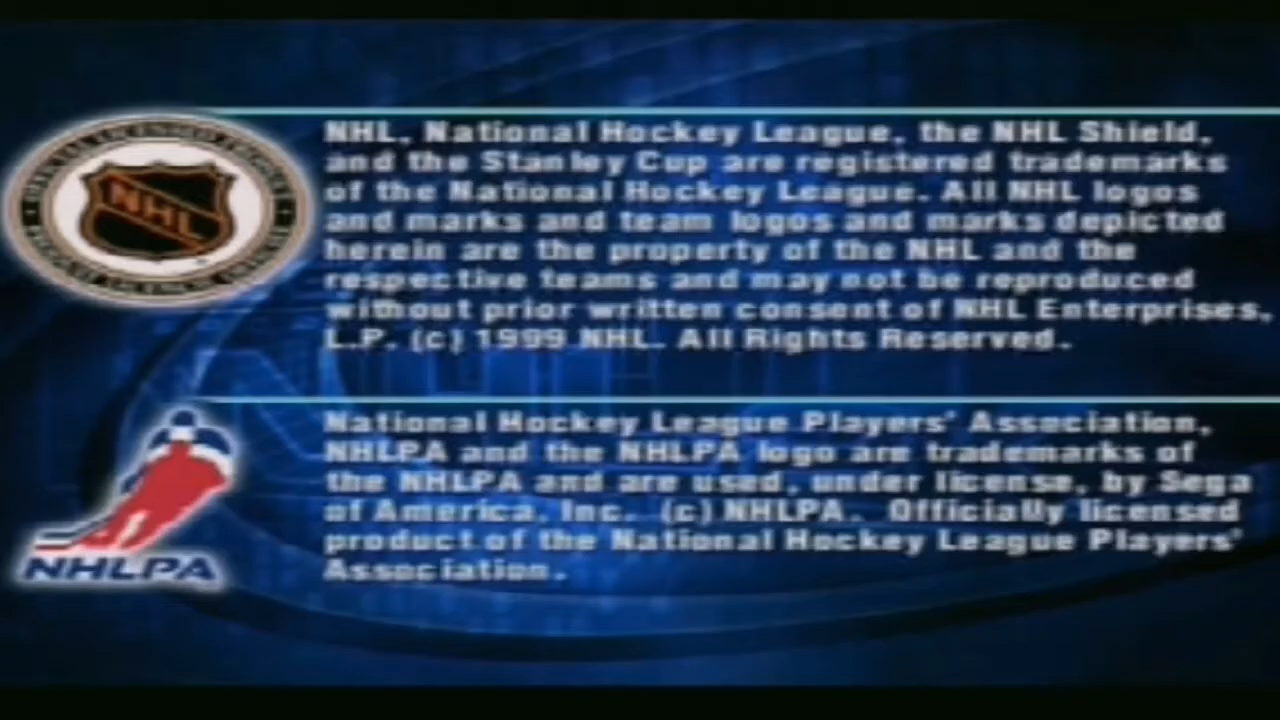 NHL
NHL, National Hockey League, the NHL Shield,
and the Stanley Cup are registered trademarks
of the National Hockey League. All NHL logos
and marks and team logos and marks depicted
herein are the property of the NHL and the
respective teams and may not be reproduced
without prior written consent of NHL Enterprises,
L.P. (c) 1999 NHL. All Rights Reserved.
NHLPA
National Hockey League Players' Association,
NHLPA and the NHLPA logo are trademarks of
the NHLPA and are used, under license, by Sega
of America, Inc. (c) NHLPA. Officially licensed
product of the National Hockey League Players'
Association.